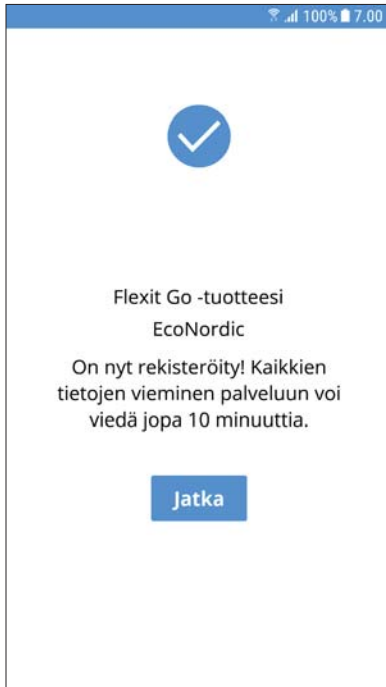 100% 7.00
Flexit Go -tuotteesi
EcoNordic
On nyt rekisteröity! Kaikkien
tietojen vieminen palveluun voi
viedä jopa 10 minuuttia.
Jatka